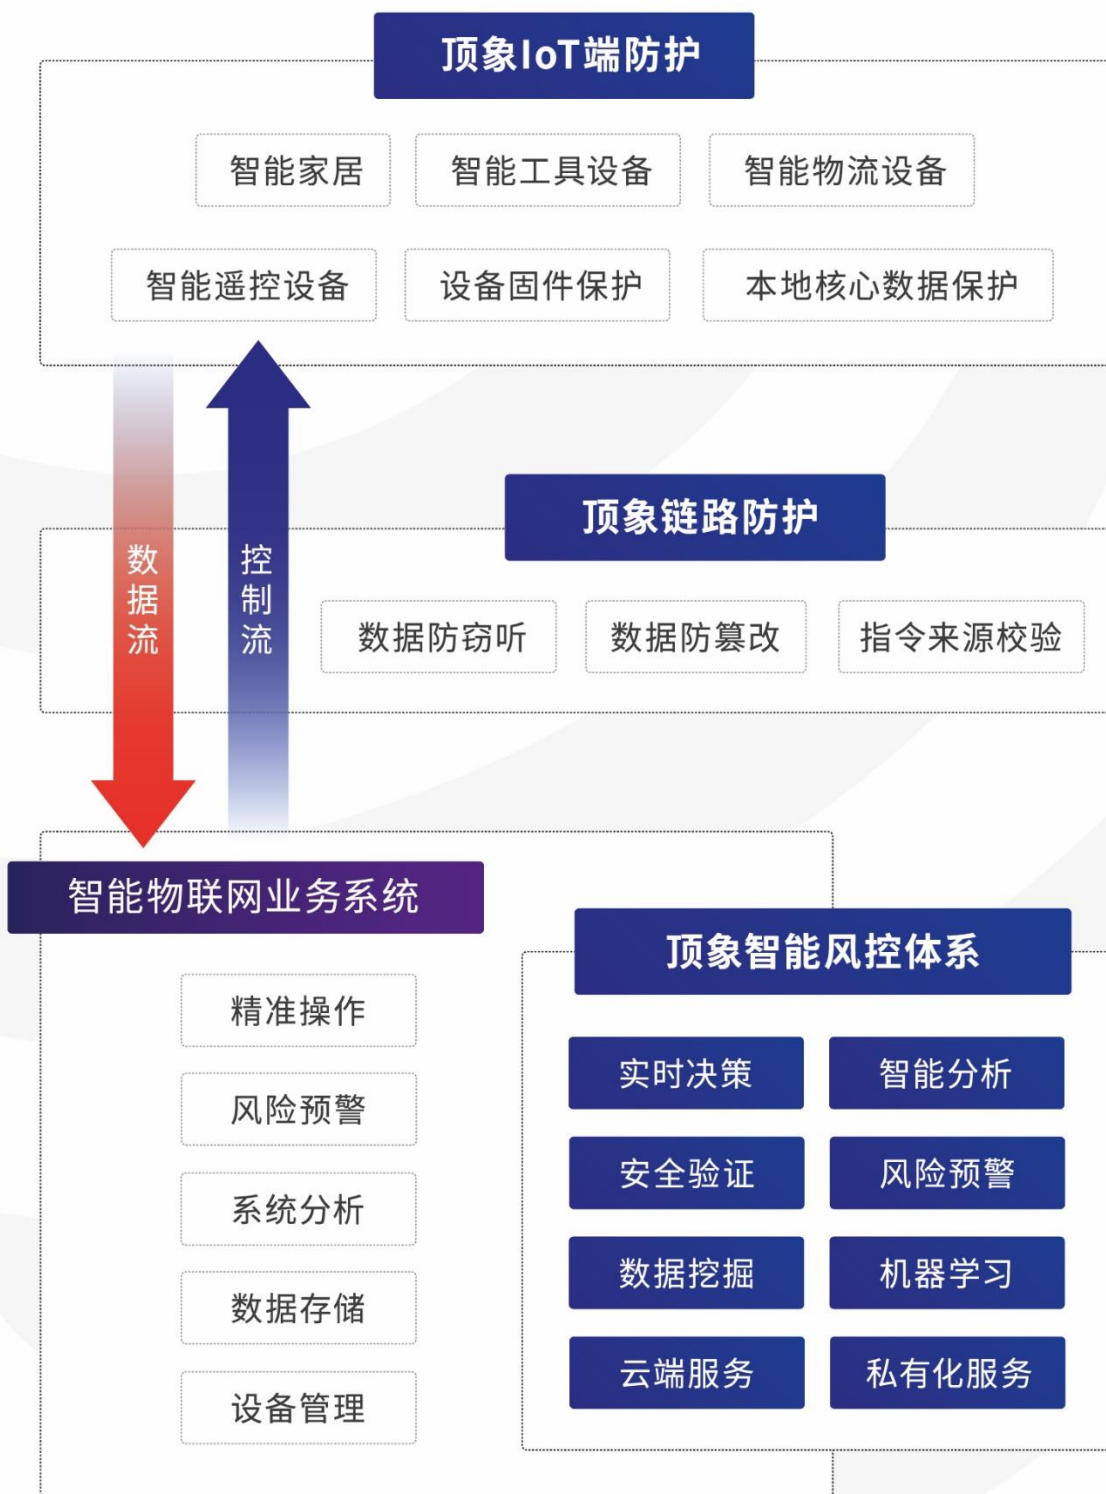 顶象IoT端防护
智能家居 智能工具设备 智能物流设备
智能遥控设备 设备固件保护 本地核心数据保护
数据流
控制流
顶象链路防护
数据防窃听 数据防篡改 指令来源校验
智能物联网业务系统
精准操作
风险预警
系统分析
数据存储
设备管理
顶象智能风控体系
实时决策 智能分析
安全验证 风险预警
数据挖掘 机器学习
云端服务 私有化服务